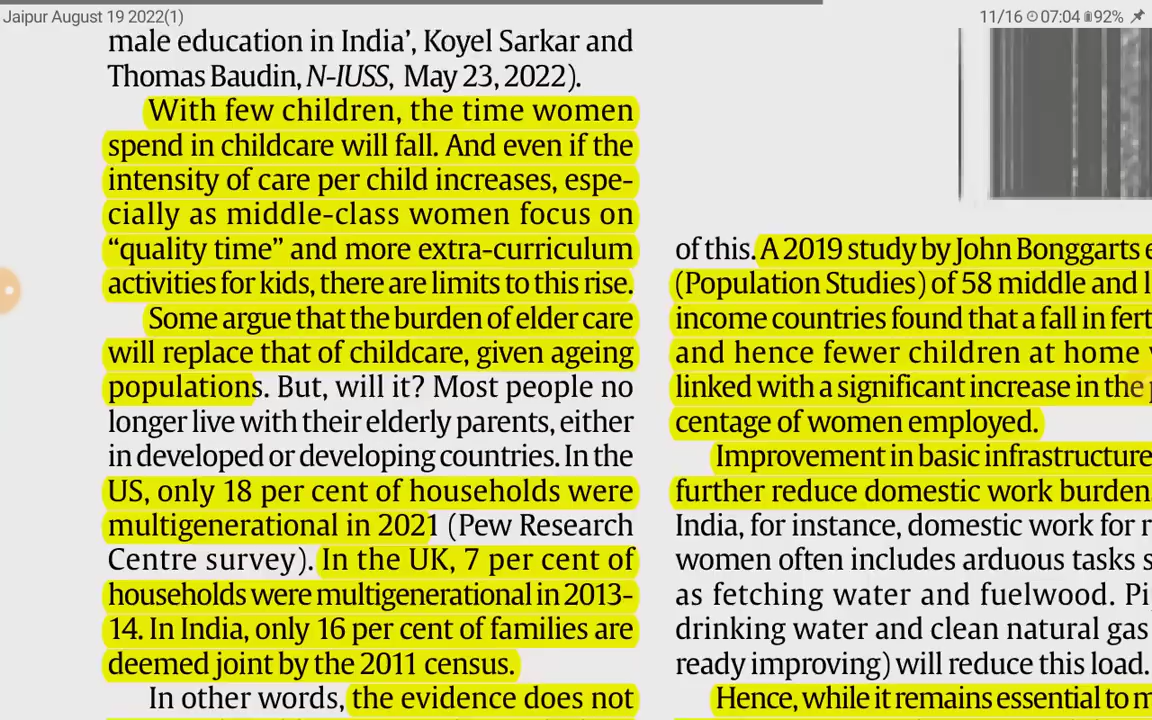 Jaipur August 19 2022(1)
11/16 07:04 92%
male education in India’, Koyel Sarkar and
Thomas Baudin, N-IUSS, May 23, 2022).
With few children, the time women
spend in childcare will fall. And even if the
intensity of care per child increases, espe-
cially as middle-class women focus on
“quality time” and more extra-curriculum
activities for kids, there are limits to this rise.
Some argue that the burden of elder care
will replace that of childcare, given ageing
populations. But, will it? Most people no
longer live with their elderly parents, either
in developed or developing countries. In the
US, only 18 per cent of households were
multigenerational in 2021 (Pew Research
Centre survey). In the UK, 7 per cent of
households were multigenerational in 2013-
14. In India, only 16 per cent of families are
deemed joint by the 2011 census.
In other words, the evidence does not
of this. A 2019 study by John Bonggarts
(Population Studies) of 58 middle and
income countries found that a fall in fert
and hence fewer children at home
linked with a significant increase in the
centage of women employed.
Improvement in basic infrastructure
further reduce domestic work burden
India, for instance, domestic work for
women often includes arduous tasks
as fetching water and fuelwood. Pi
drinking water and clean natural gas
ready improving) will reduce this load.
Hence, while it remains essential to